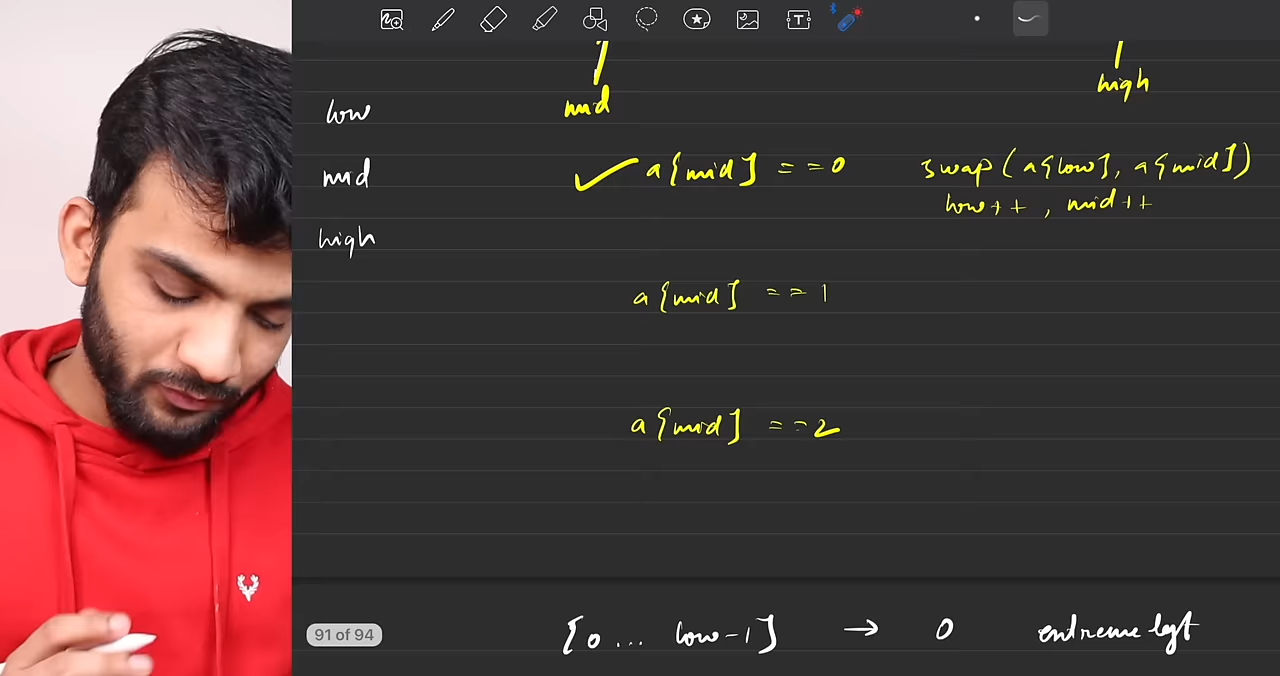 mid
high
low
mid
a[mid] == 0
swap(a[low], a[mid])
low++, mid++
high
a[mid] == 1
a[mid] == 2
91 of 94
[0 ... low-1] → 0 extreme left